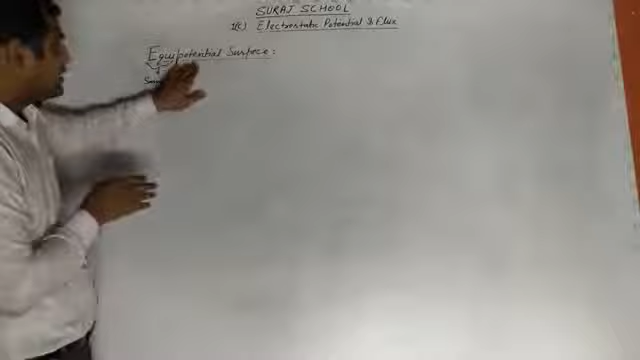 SURAJ SCHOOL
1(c) Electrostatic Potential & Flux
Equipotential Surface :